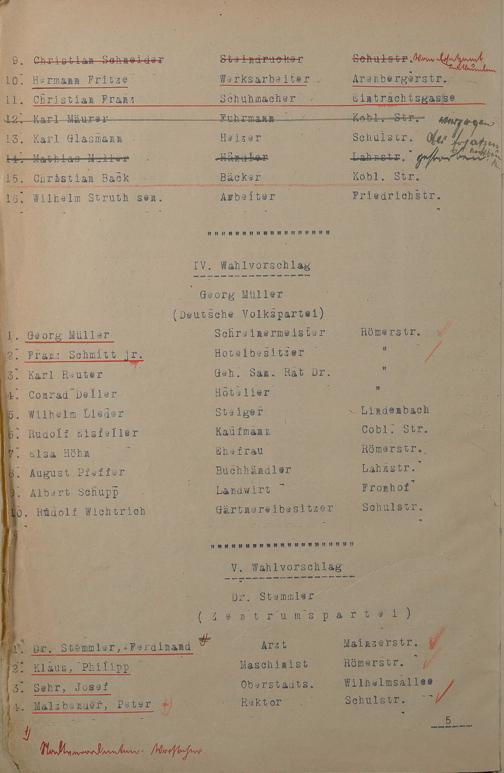 9. Christian Schneider Steindrucker Schulstr.
10. Hermann Fritze Werksarbeiter Arenbergerstr.
11. Christian Franz Schuhmacher Eintrachtsgasse
12. Karl Mäurer Fuhrmann Kobl. Str. verzogen
13. Karl Glasmann Heizer Schulstr.
14. Mathias Müller Händler Lahnstr. gestorben
15. Christian Back Bäcker Kobl. Str.
16. Wilhelm Struth sen. Arbeiter Friedrichstr.
""""""""""""""""""
IV. Wahlvorschlag
Georg Müller
(Deutsche Volkspartei)
1. Georg Müller Schreinermeister Römerstr.
2. Franz Schmitt jr. Hotelbesitzer "
3. Karl Reuter Geh. San. Rat Dr. "
4. Conrad Deller Hotelier "
5. Wilhelm Lieder Steiger Lindenbach
6. Rudolf Eisfeller Kaufmann Cobl. Str.
7. Elsa Höhn Ehefrau Römerstr.
8. August Pfeffer Buchhändler Lahnstr.
9. Albert Schupp Landwirt Fronhof
10. Rudolf Wichtrich Gärtnereibesitzer Schulstr.
"""""""""""""""""""""
V. Wahlvorschlag
Dr. Stemmler
(Zentrumspartei)
1. Dr. Stemmler, Ferdinand Arzt Mainzerstr.
2. Klaus, Philipp Maschinist Römerstr.
3. Sehr, Josef Oberstadts. Wilhelmsallee
4. Malzbender, Peter Rektor Schulstr.
5
Stadtverordneten-Vorsteher